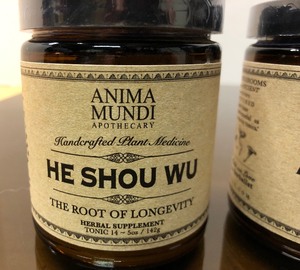 ANIMA
MUNDI
APOTHECARY
Handcrafted Plant Medicine
HE SHOU WU
THE ROOT OF LONGEVITY
HERBAL SUPPLEMENT
TONIC 14 – 5oz / 142g